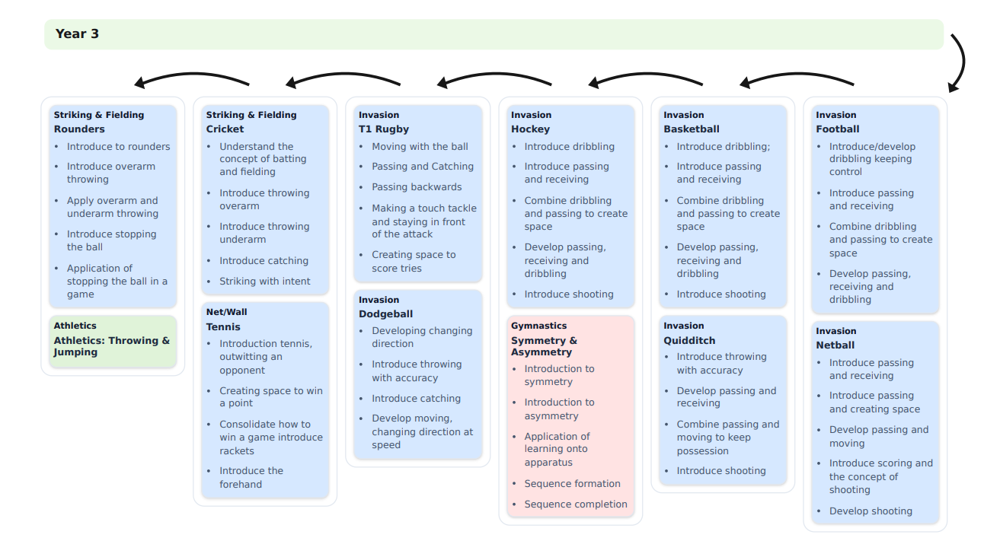 Year 3
Striking & Fielding
Rounders
• Introduce to rounders
• Introduce overarm
throwing
• Apply overarm and
underarm throwing
• Introduce stopping
the ball
• Application of
stopping the ball in a
game
Athletics
Athletics: Throwing &
Jumping
Striking & Fielding
Cricket
• Understand the
concept of batting
and fielding
• Introduce throwing
overarm
• Introduce throwing
underarm
• Introduce catching
• Striking with intent
Net/Wall
Tennis
• Introduction tennis,
outwitting an
opponent
• Creating space to win
a point
• Consolidate how to
win a game introduce
rackets
• Introduce the
forehand
Invasion
T1 Rugby
• Moving with the ball
• Passing and Catching
• Passing backwards
• Making a touch tackle
and staying in front
of the attack
• Creating space to
score tries
Invasion
Dodgeball
• Developing changing
direction
• Introduce throwing
with accuracy
• Introduce catching
• Develop moving,
changing direction at
speed
Invasion
Hockey
• Introduce dribbling
• Introduce passing
and receiving
• Combine dribbling
and passing to create
space
• Develop passing,
receiving and
dribbling
• Introduce shooting
Gymnastics
Symmetry &
Asymmetry
• Introduction to
symmetry
• Introduction to
asymmetry
• Application of
learning onto
apparatus
• Sequence formation
• Sequence completion
Invasion
Basketball
• Introduce dribbling;
• Introduce passing
and receiving
• Combine dribbling
and passing to create
space
• Develop passing,
receiving and
dribbling
• Introduce shooting
Invasion
Quidditch
• Introduce throwing
with accuracy
• Develop passing and
receiving
• Combine passing and
moving to keep
possession
• Introduce shooting
Invasion
Football
• Introduce/develop
dribbling keeping
control
• Introduce passing
and receiving
• Combine dribbling
and passing to create
space
• Develop passing,
receiving and
dribbling
Invasion
Netball
• Introduce passing
and receiving
• Introduce passing
and creating space
• Develop passing and
moving
• Introduce scoring and
the concept of
shooting
• Develop shooting